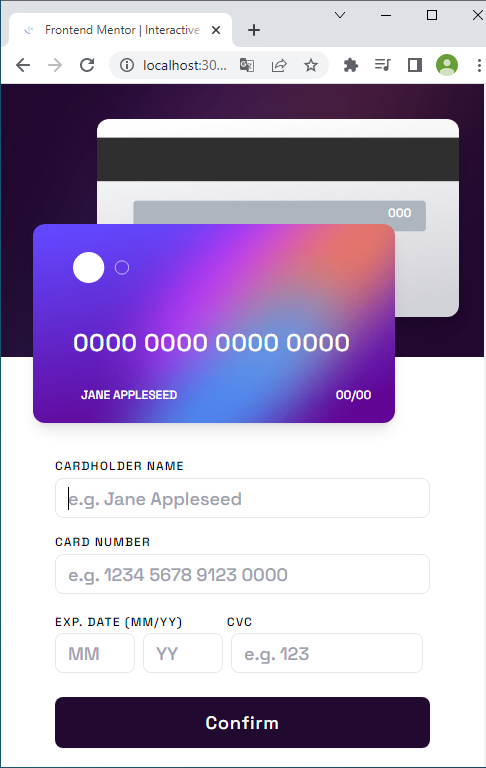 Frontend Mentor | Interactive
localhost:30...
000
0000 0000 0000 0000
JANE APPLESEED 00/00
CARDHOLDER NAME
e.g. Jane Appleseed
CARD NUMBER
e.g. 1234 5678 9123 0000
EXP. DATE (MM/YY) CVC
MM YY e.g. 123
Confirm